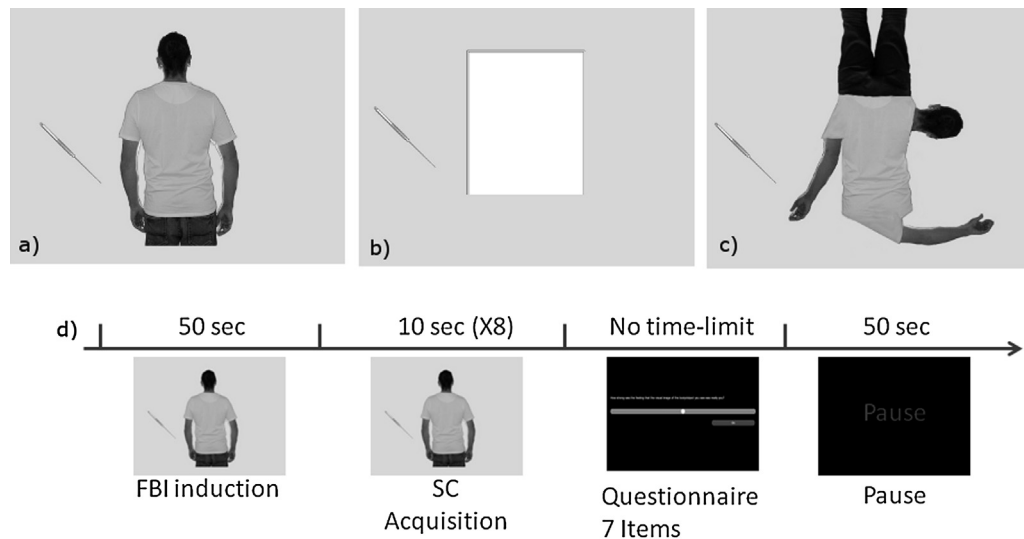 a)
b)
c)
d)
50 sec
10 sec (X8)
No time-limit
50 sec
Pause
FBI induction
SC
Acquisition
Questionnaire
7 Items
Pause